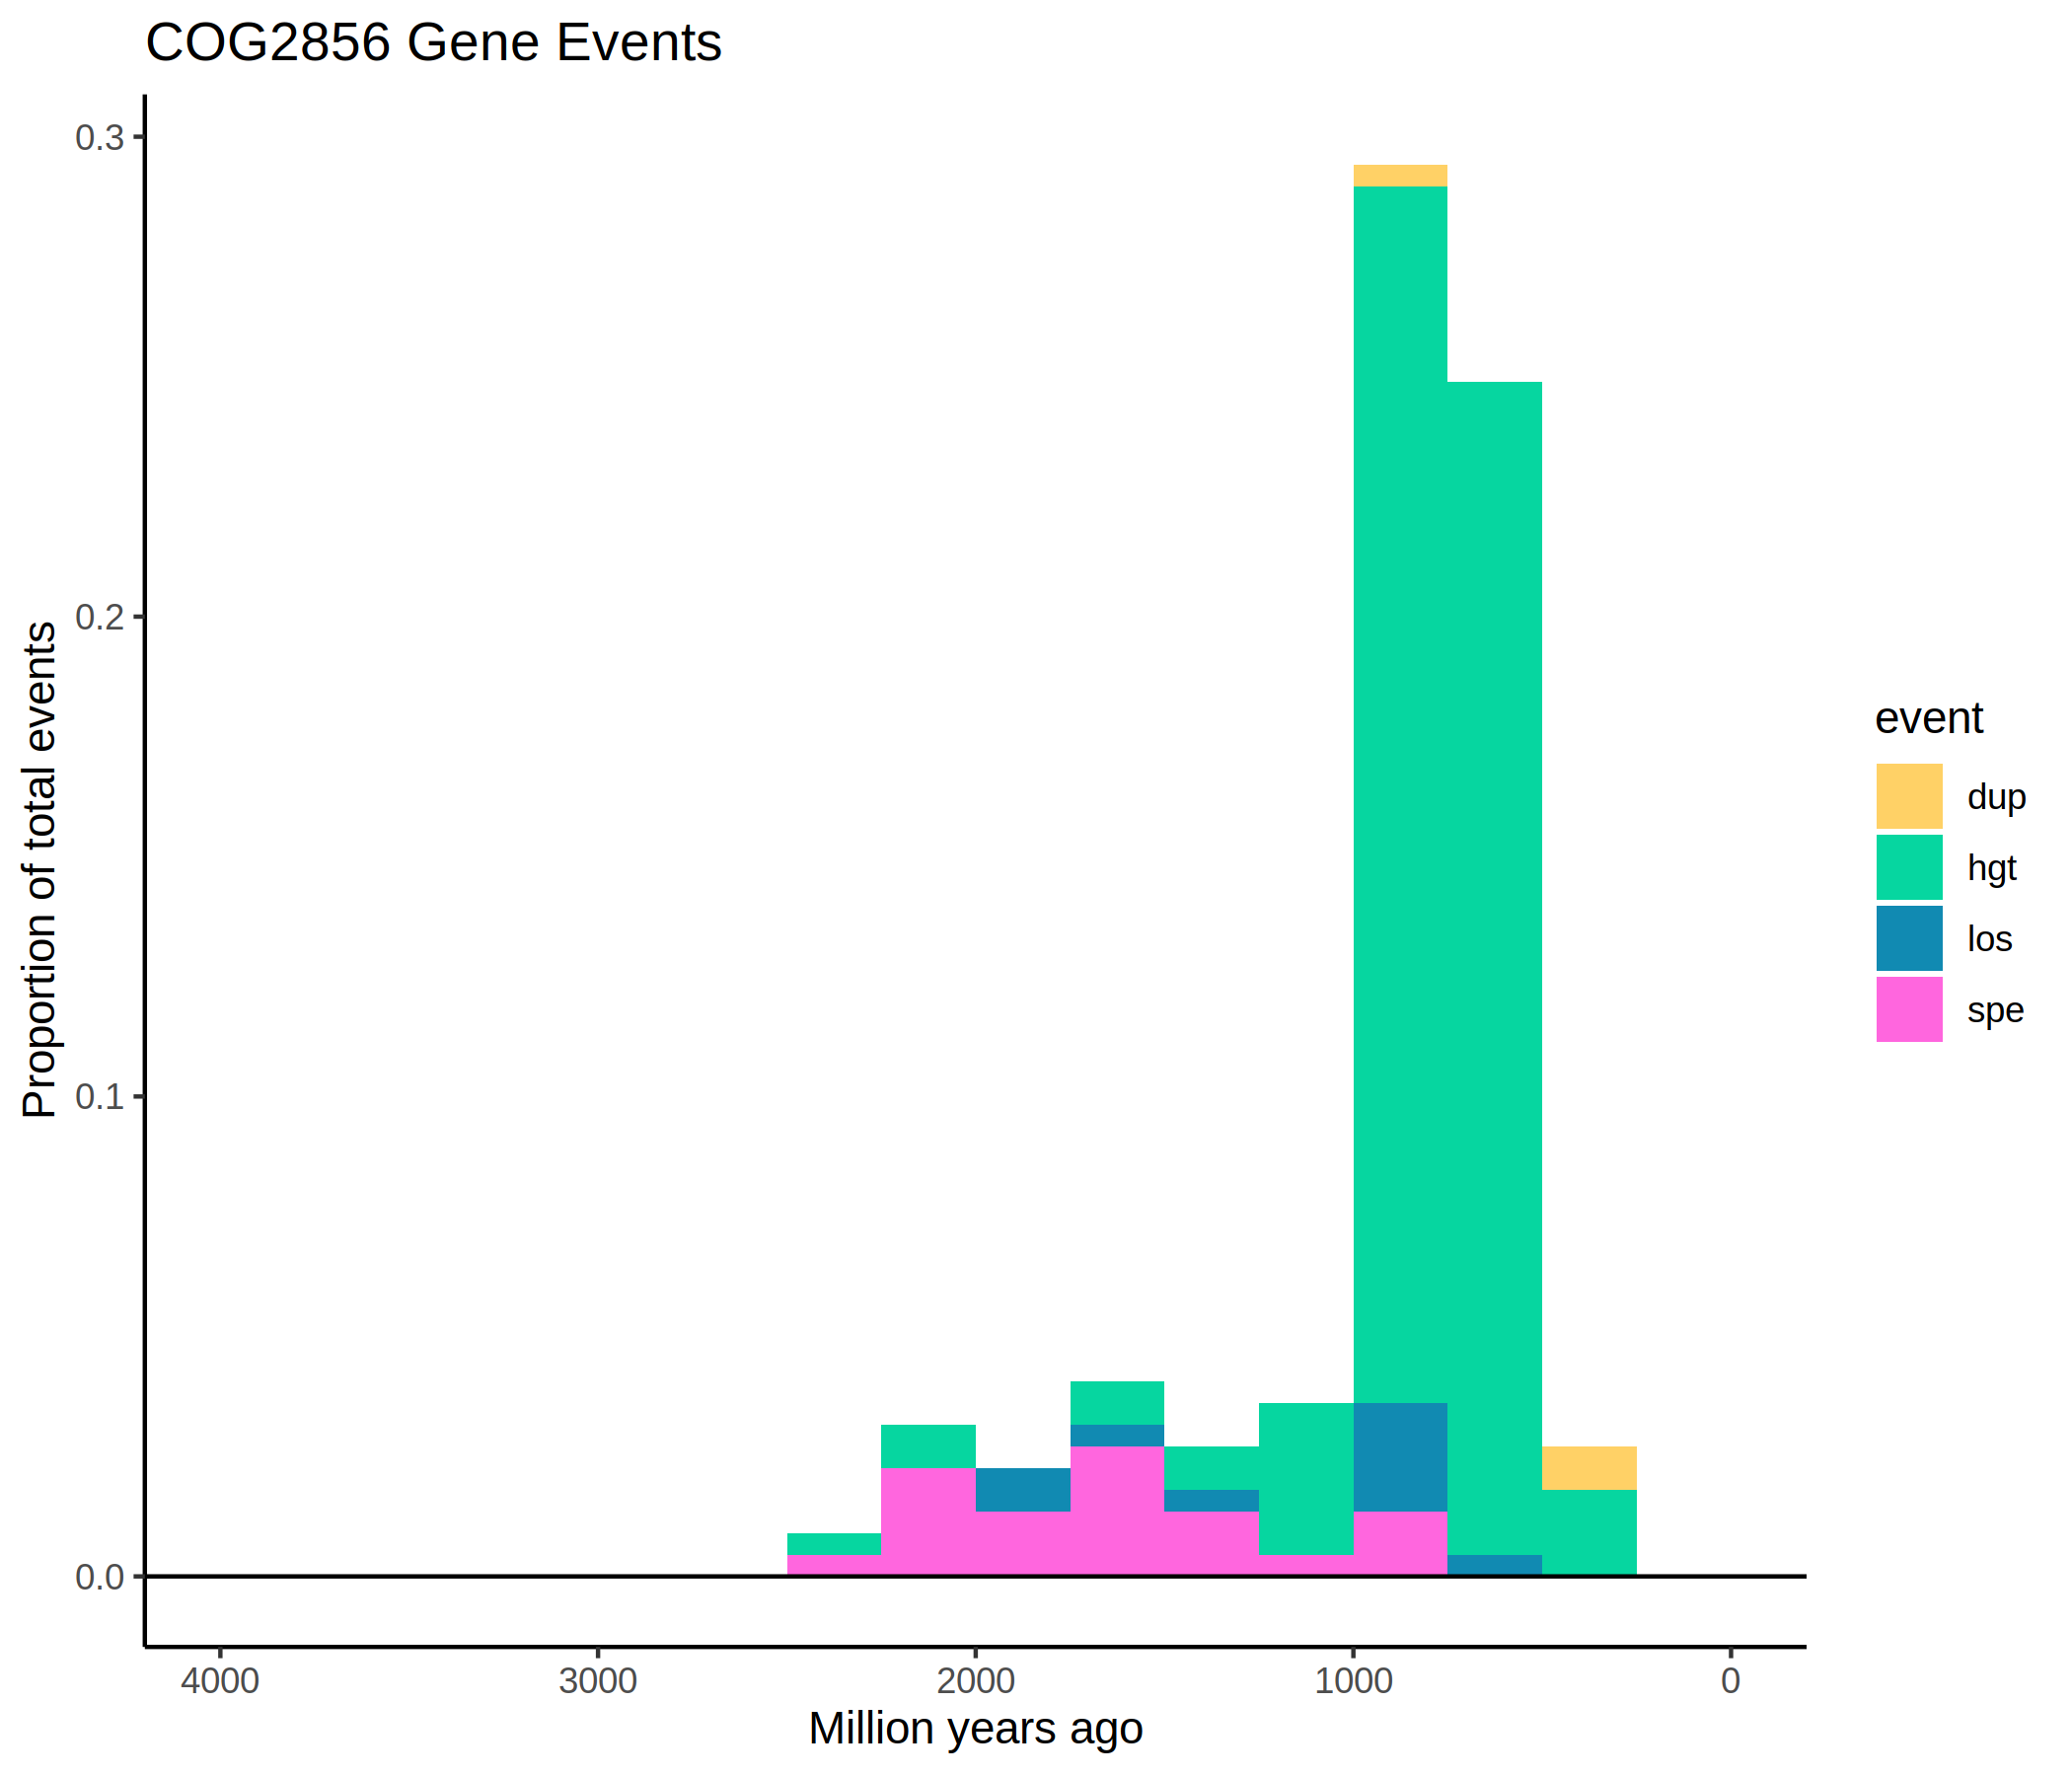 COG2856 Gene Events
0.3
0.2
0.1
0.0
Proportion of total events
4000 3000 2000 1000 0
Million years ago
event
dup
hgt
los
spe